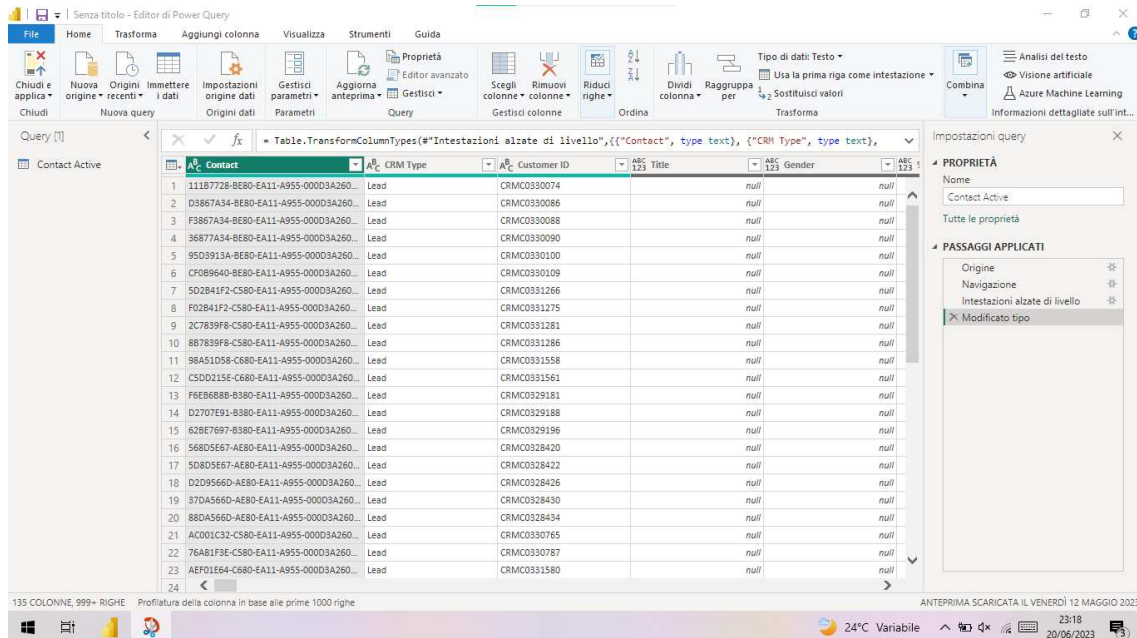 Senza titolo - Editor di Power Query
File Home Trasforma Aggiungi colonna Visualizza Strumenti Guida
Chiudi e applica
Nuova origine
Origini recenti
Immettere i dati
Impostazioni origine dati
Gestisci parametri
Aggiorna anteprima
Proprietà
Editor avanzato
Gestisci
Scegli colonne
Rimuovi colonne
Riduci righe
Dividi colonna
Raggruppa per
Tipo di dati: Testo
Usa la prima riga come intestazione
Sostituisci valori
Combina
Analisi del testo
Visione artificiale
Azure Machine Learning
Chiudi Nuova query Origini dati Parametri Query Gestisci colonne Ordina Trasforma Informazioni dettagliate sull'int...
Query [1]
Contact Active
fx = Table.TransformColumnTypes(#"Intestazioni alzate di livello",{{"Contact", type text}, {"CRM Type", type text},
ABC Contact ABC CRM Type ABC Customer ID ABC 123 Title ABC 123 Gender ABC 123
1 111B7728-BE80-EA11-A955-000D3A260... Lead CRMC0330074 null null
2 D3867A34-BE80-EA11-A955-000D3A260... Lead CRMC0330086 null null
3 F3867A34-BE80-EA11-A955-000D3A260... Lead CRMC0330088 null null
4 36877A34-BE80-EA11-A955-000D3A260... Lead CRMC0330090 null null
5 95D3913A-BE80-EA11-A955-000D3A260... Lead CRMC0330100 null null
6 CF0B9640-BE80-EA11-A955-000D3A260... Lead CRMC0330109 null null
7 5D2B41F2-C580-EA11-A955-000D3A260... Lead CRMC0331266 null null
8 F02B41F2-C580-EA11-A955-000D3A260... Lead CRMC0331275 null null
9 2C7839F8-C580-EA11-A955-000D3A260... Lead CRMC0331281 null null
10 8B7839F8-C580-EA11-A955-000D3A260... Lead CRMC0331286 null null
11 98A51D58-C680-EA11-A955-000D3A260... Lead CRMC0331558 null null
12 C5DD215E-C680-EA11-A955-000D3A260... Lead CRMC0331561 null null
13 F6EB6B8B-B380-EA11-A955-000D3A260... Lead CRMC0329181 null null
14 D2707E91-B380-EA11-A955-000D3A260... Lead CRMC0329188 null null
15 62BE7697-B380-EA11-A955-000D3A260... Lead CRMC0329196 null null
16 568D5E67-AE80-EA11-A955-000D3A260... Lead CRMC0328420 null null
17 5D8D5E67-AE80-EA11-A955-000D3A260... Lead CRMC0328422 null null
18 D2D9566D-AE80-EA11-A955-000D3A260... Lead CRMC0328426 null null
19 37DA566D-AE80-EA11-A955-000D3A260... Lead CRMC0328430 null null
20 88DA566D-AE80-EA11-A955-000D3A260... Lead CRMC0328434 null null
21 AC001C32-C580-EA11-A955-000D3A260... Lead CRMC0330765 null null
22 76A81F3E-C580-EA11-A955-000D3A260... Lead CRMC0330787 null null
23 AEF01E64-C680-EA11-A955-000D3A260... Lead CRMC0331580 null null
24
Impostazioni query
PROPRIETÀ
Nome
Contact Active
Tutte le proprietà
PASSAGGI APPLICATI
Origine
Navigazione
Intestazioni alzate di livello
Modificato tipo
135 COLONNE, 999+ RIGHE Profilatura della colonna in base alle prime 1000 righe ANTEPRIMA SCARICATA IL VENERDÌ 12 MAGGIO 2023
24°C Variabile 23:18
20/06/2023 3